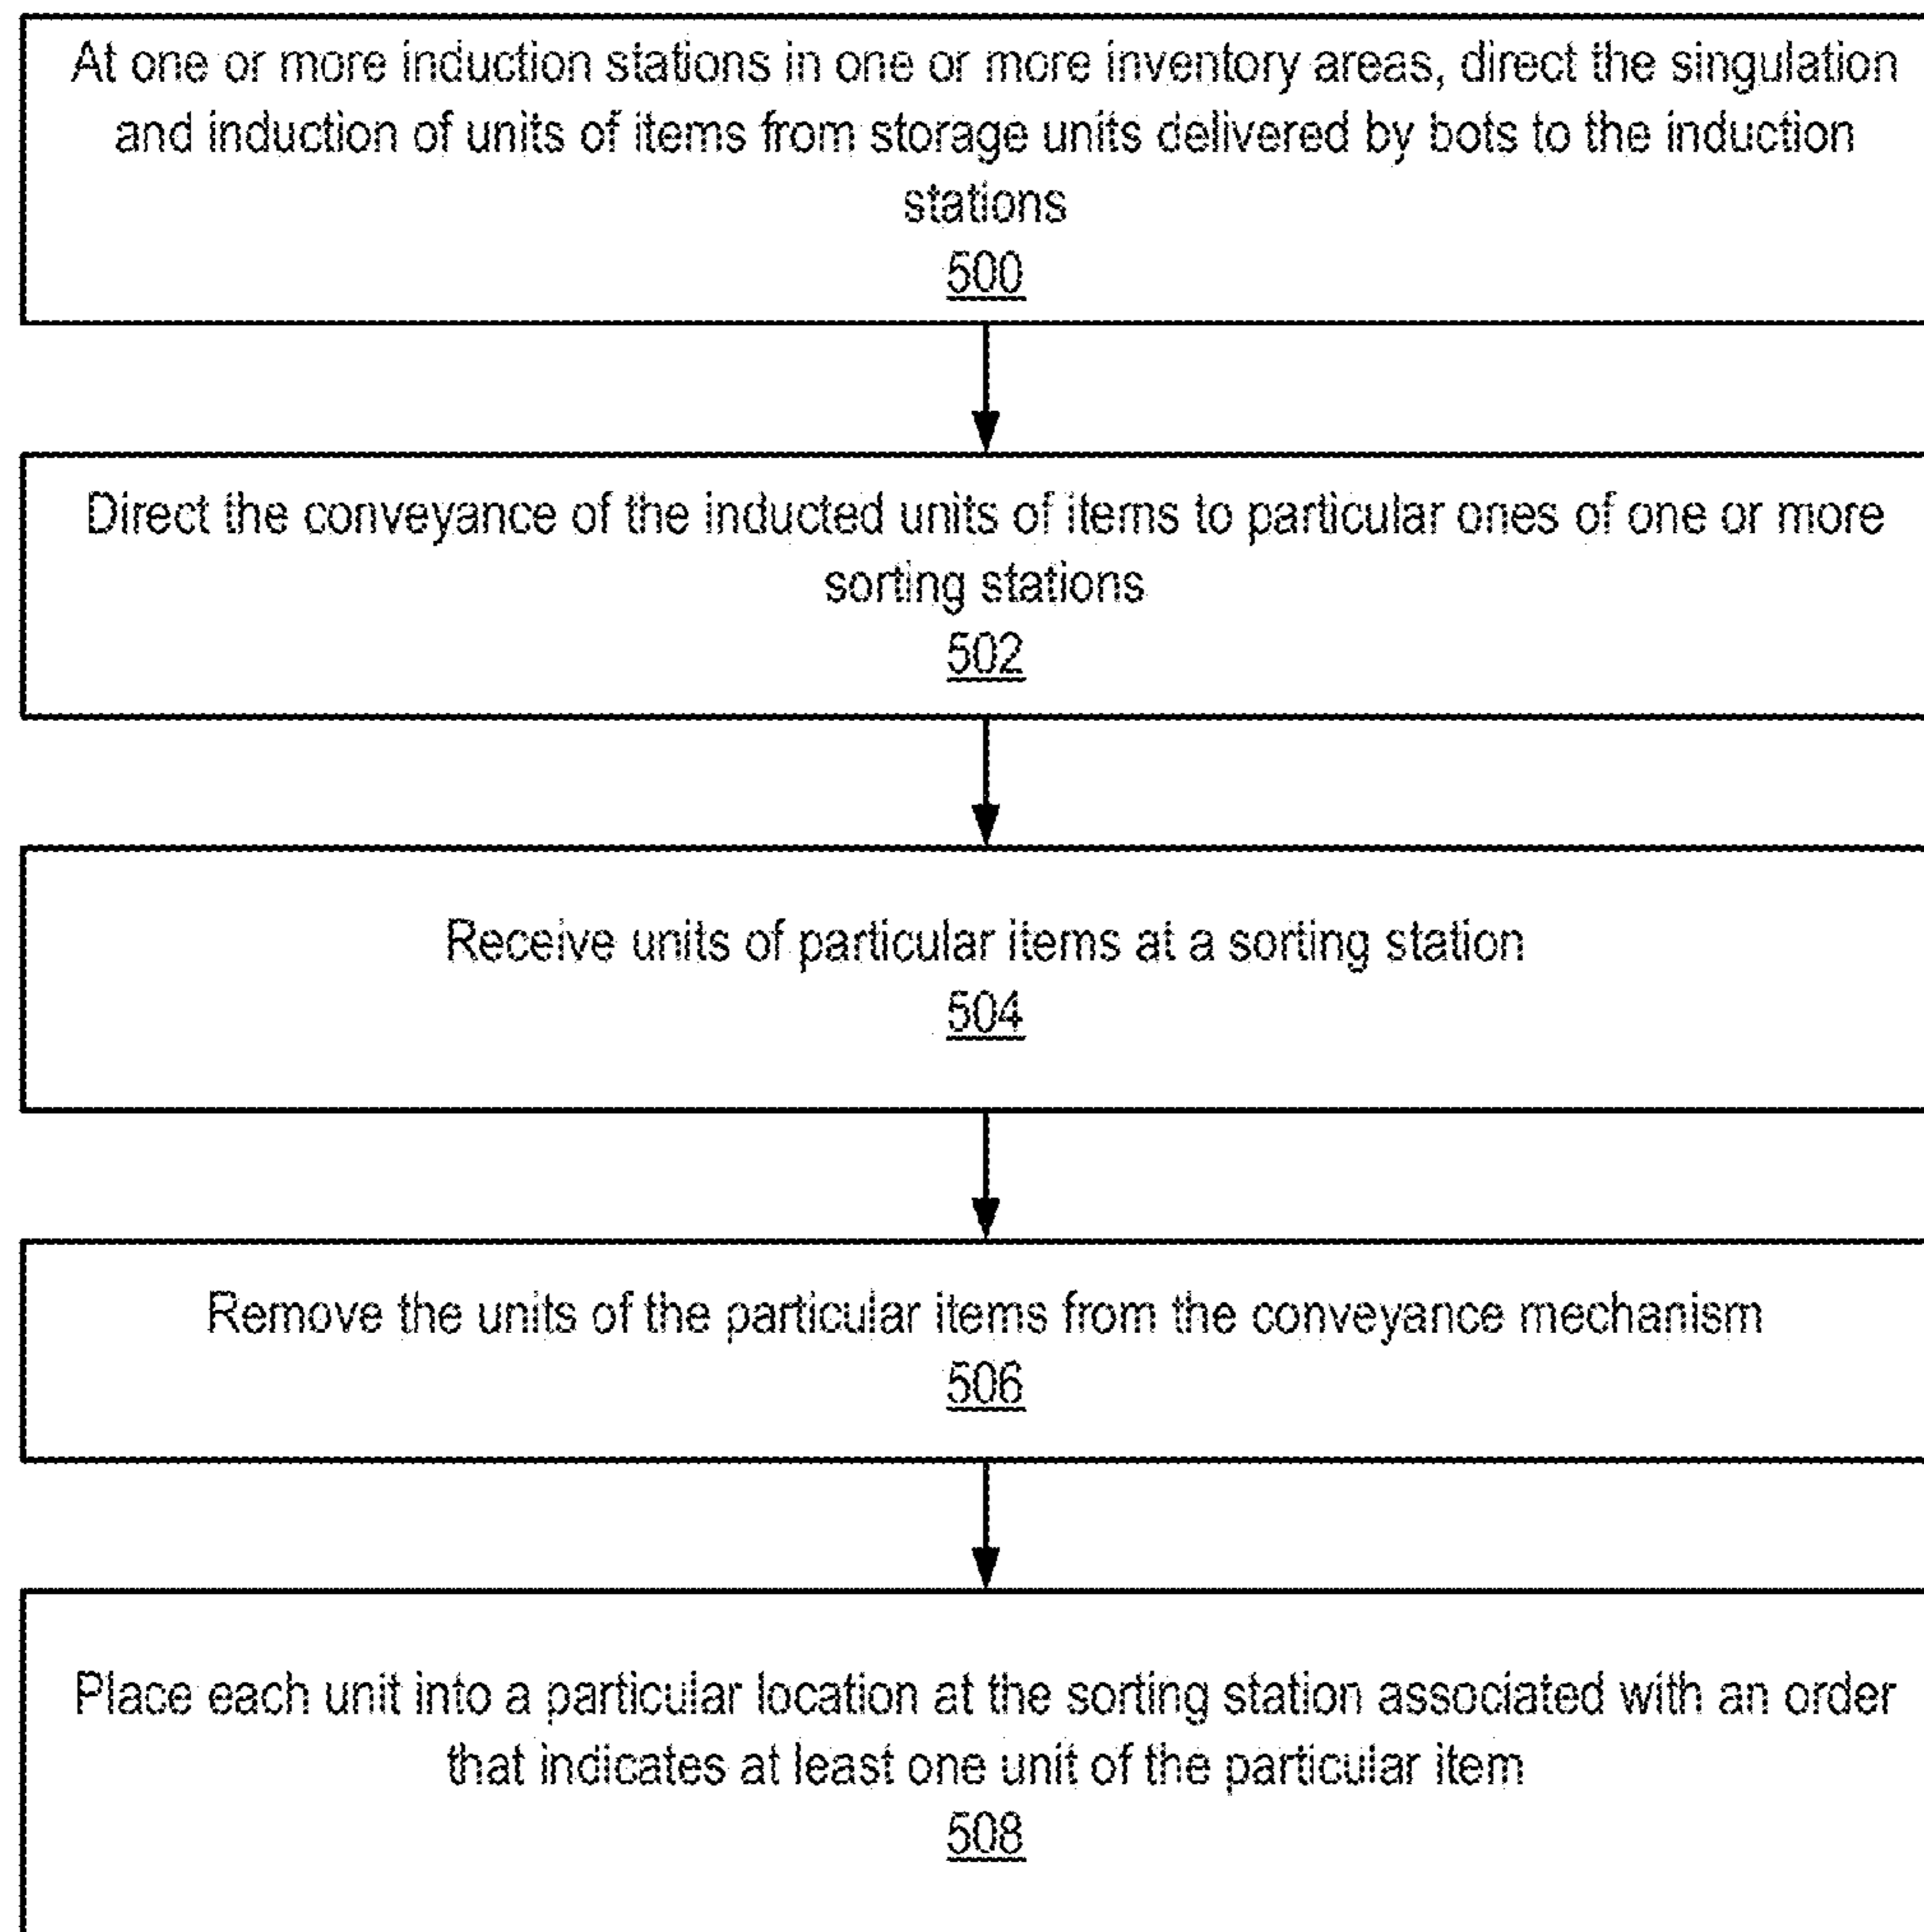 At one or more induction stations in one or more inventory areas, direct the singulation
and induction of units of items from storage units delivered by bots to the induction
stations
500
Direct the conveyance of the inducted units of items to particular ones of one or more
sorting stations
502
Receive units of particular items at a sorting station
504
Remove the units of the particular items from the conveyance mechanism
506
Place each unit into a particular location at the sorting station associated with an order
that indicates at least one unit of the particular item
508